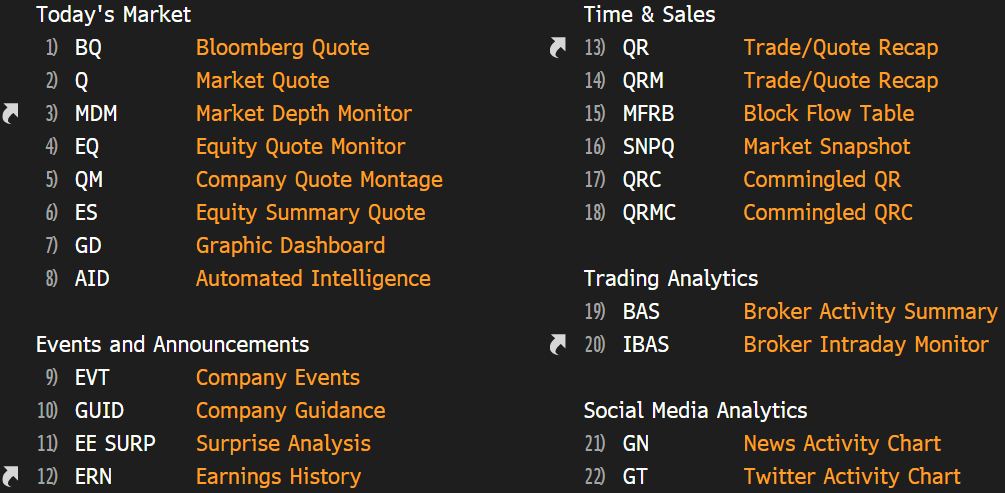 Today's Market
1) BQ Bloomberg Quote
2) Q Market Quote
3) MDM Market Depth Monitor
4) EQ Equity Quote Monitor
5) QM Company Quote Montage
6) ES Equity Summary Quote
7) GD Graphic Dashboard
8) AID Automated Intelligence
Events and Announcements
9) EVT Company Events
10) GUID Company Guidance
11) EE SURP Surprise Analysis
12) ERN Earnings History
Time & Sales
13) QR Trade/Quote Recap
14) QRM Trade/Quote Recap
15) MFRB Block Flow Table
16) SNPQ Market Snapshot
17) QRC Commingled QR
18) QRMC Commingled QRC
Trading Analytics
19) BAS Broker Activity Summary
20) IBAS Broker Intraday Monitor
Social Media Analytics
21) GN News Activity Chart
22) GT Twitter Activity Chart